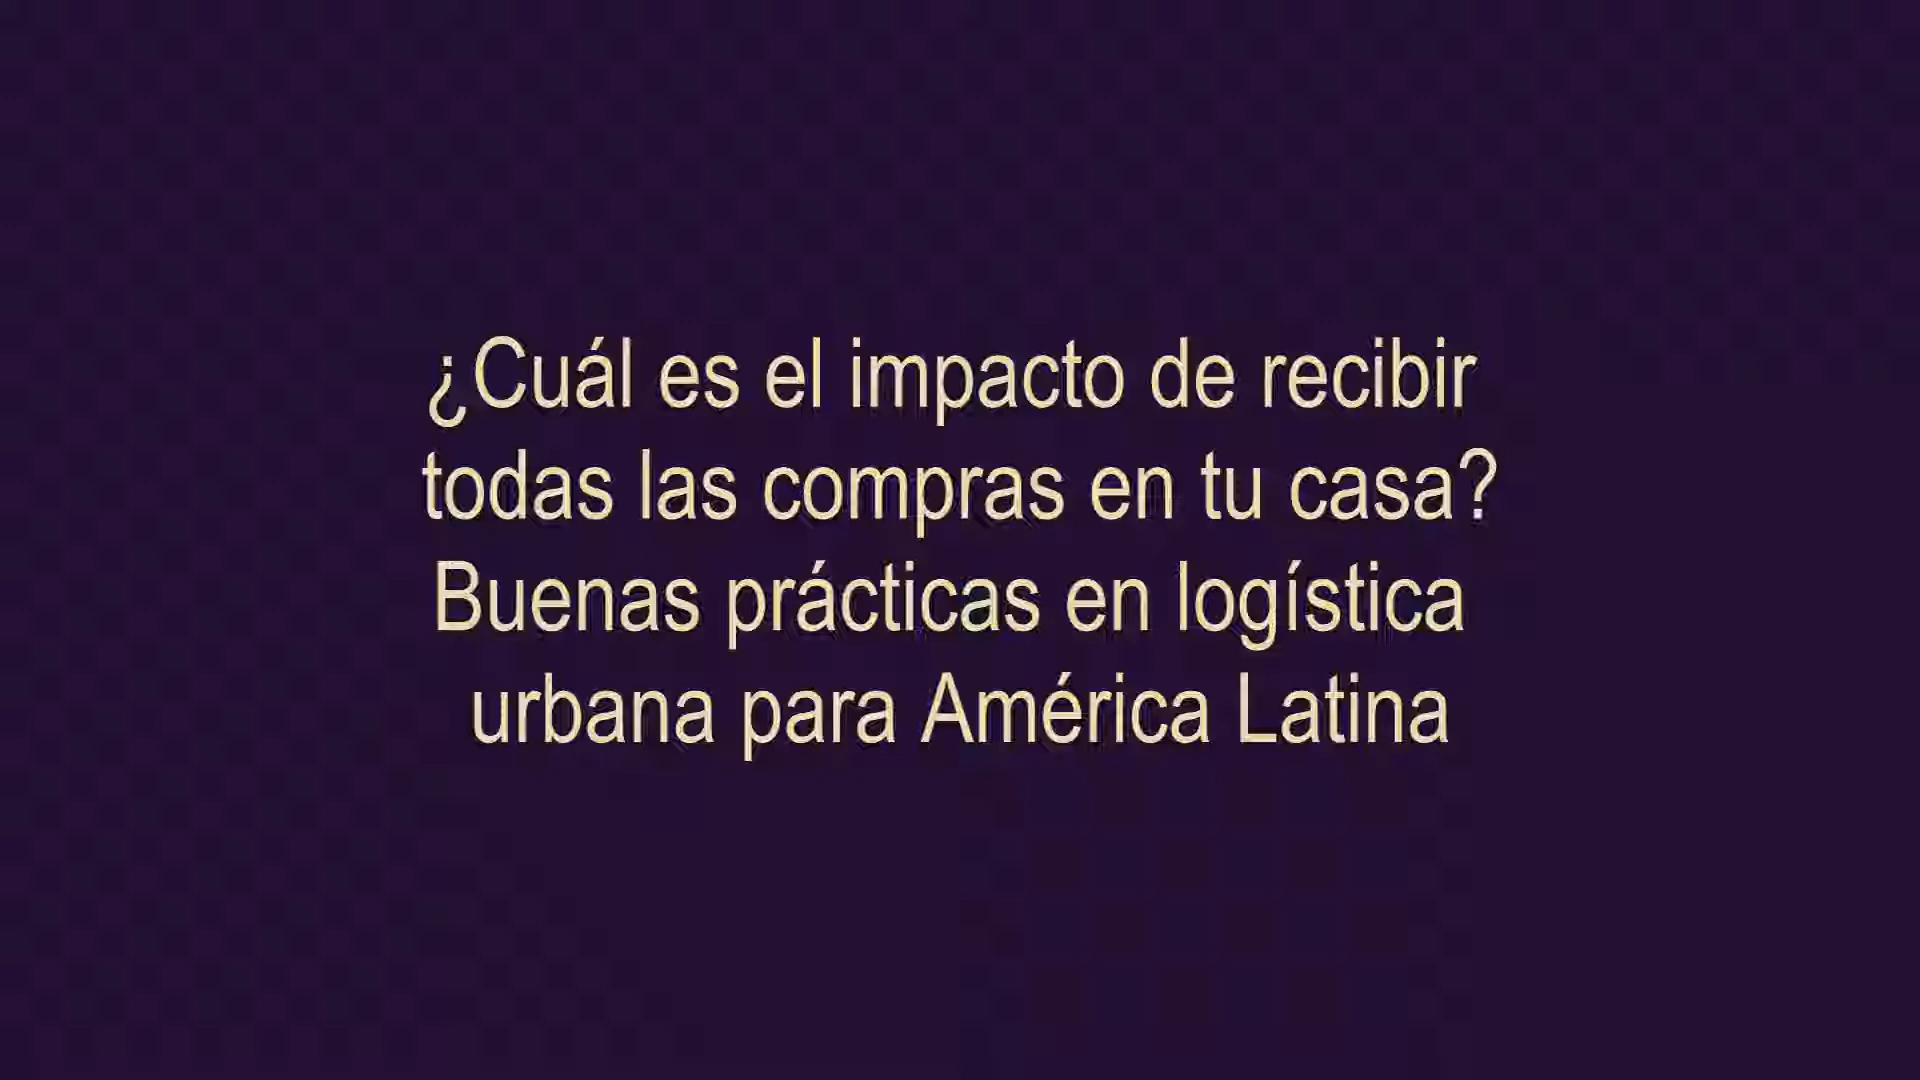 ¿Cuál es el impacto de recibir
todas las compras en tu casa?
Buenas prácticas en logística
urbana para América Latina